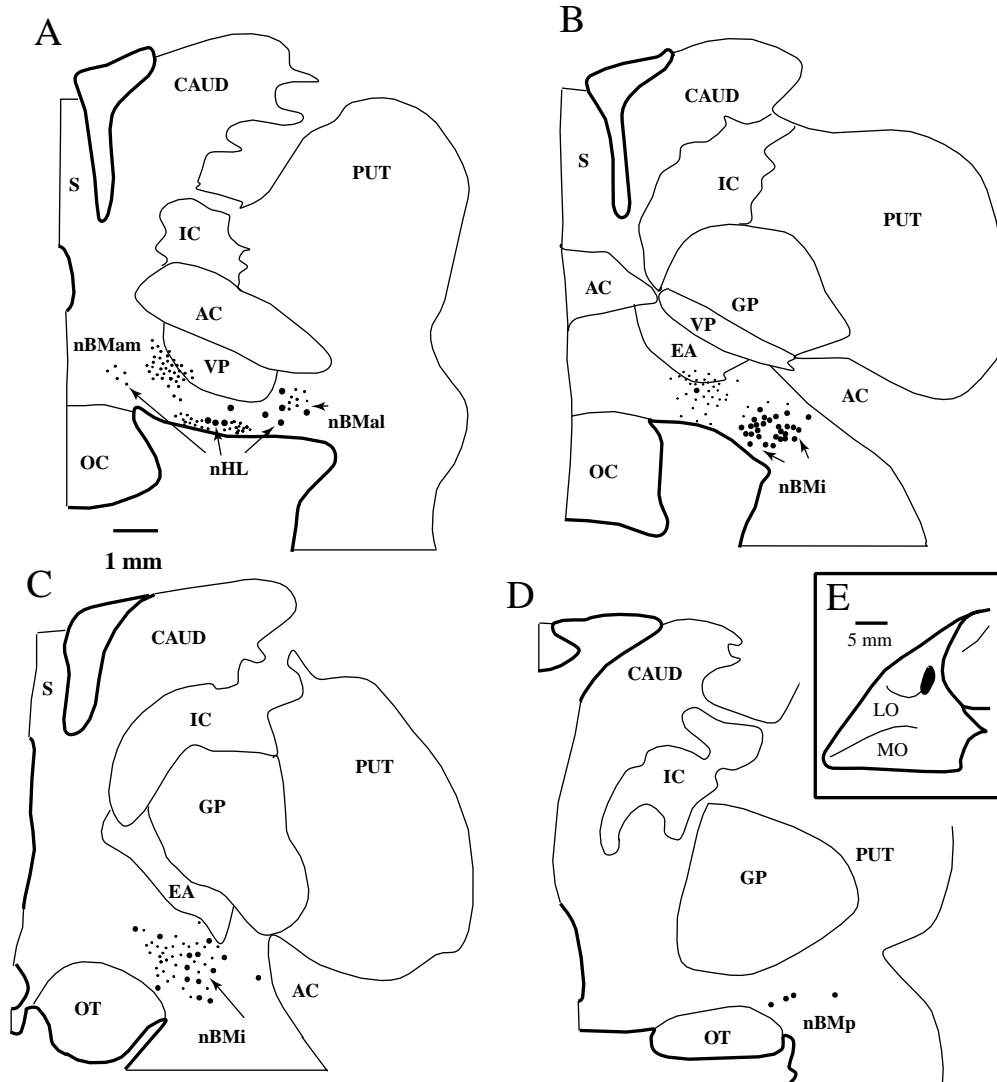 A
CAUD
S
PUT
IC
AC
nBMam
VP
nBMal
nHL
OC
1 mm
B
CAUD
S
IC
PUT
AC
GP
VP
EA
AC
OC
nBMi
C
CAUD
S
IC
PUT
GP
EA
AC
OT
nBMi
D
CAUD
IC
PUT
GP
nBMp
OT
E
5 mm
LO
MO